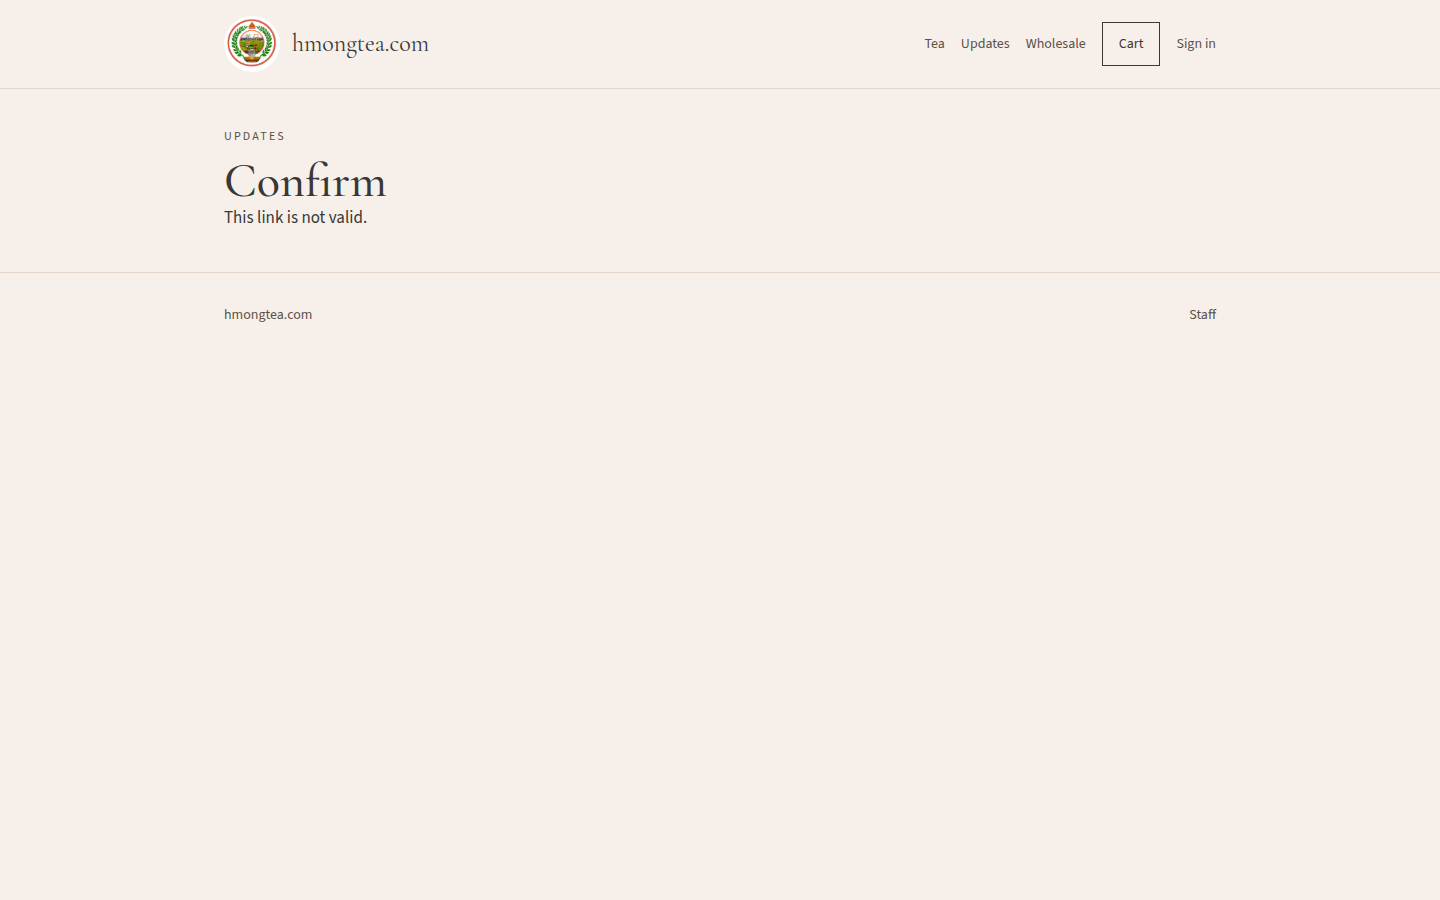 hmongtea.com
Tea
Updates
Wholesale
Cart
Sign in
UPDATES
Confirm
This link is not valid.
hmongtea.com
Staff